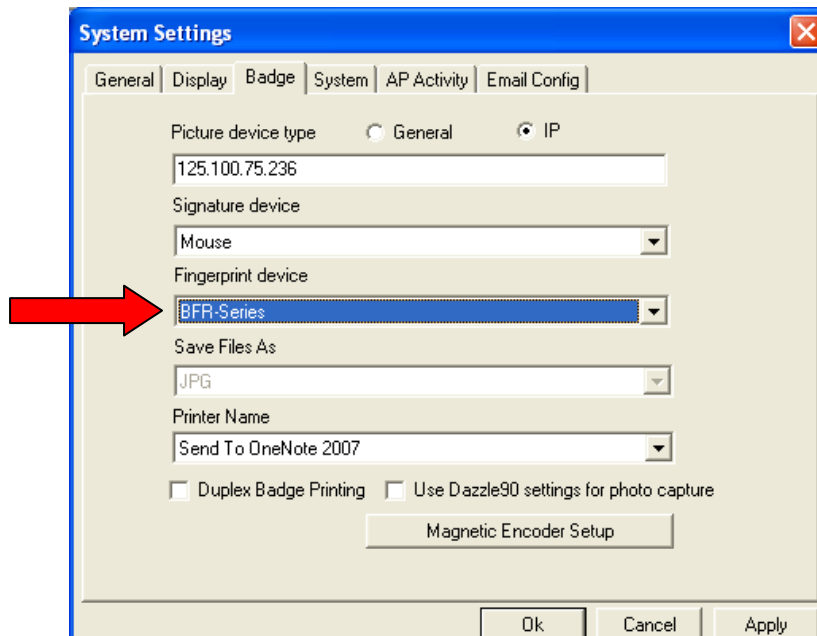 System Settings
General Display Badge System AP Activity Email Config
Picture device type General IP
125.100.75.236
Signature device
Mouse
Fingerprint device
BFR-Series
Save Files As
JPG
Printer Name
Send To OneNote 2007
Duplex Badge Printing Use Dazzle90 settings for photo capture
Magnetic Encoder Setup
Ok Cancel Apply